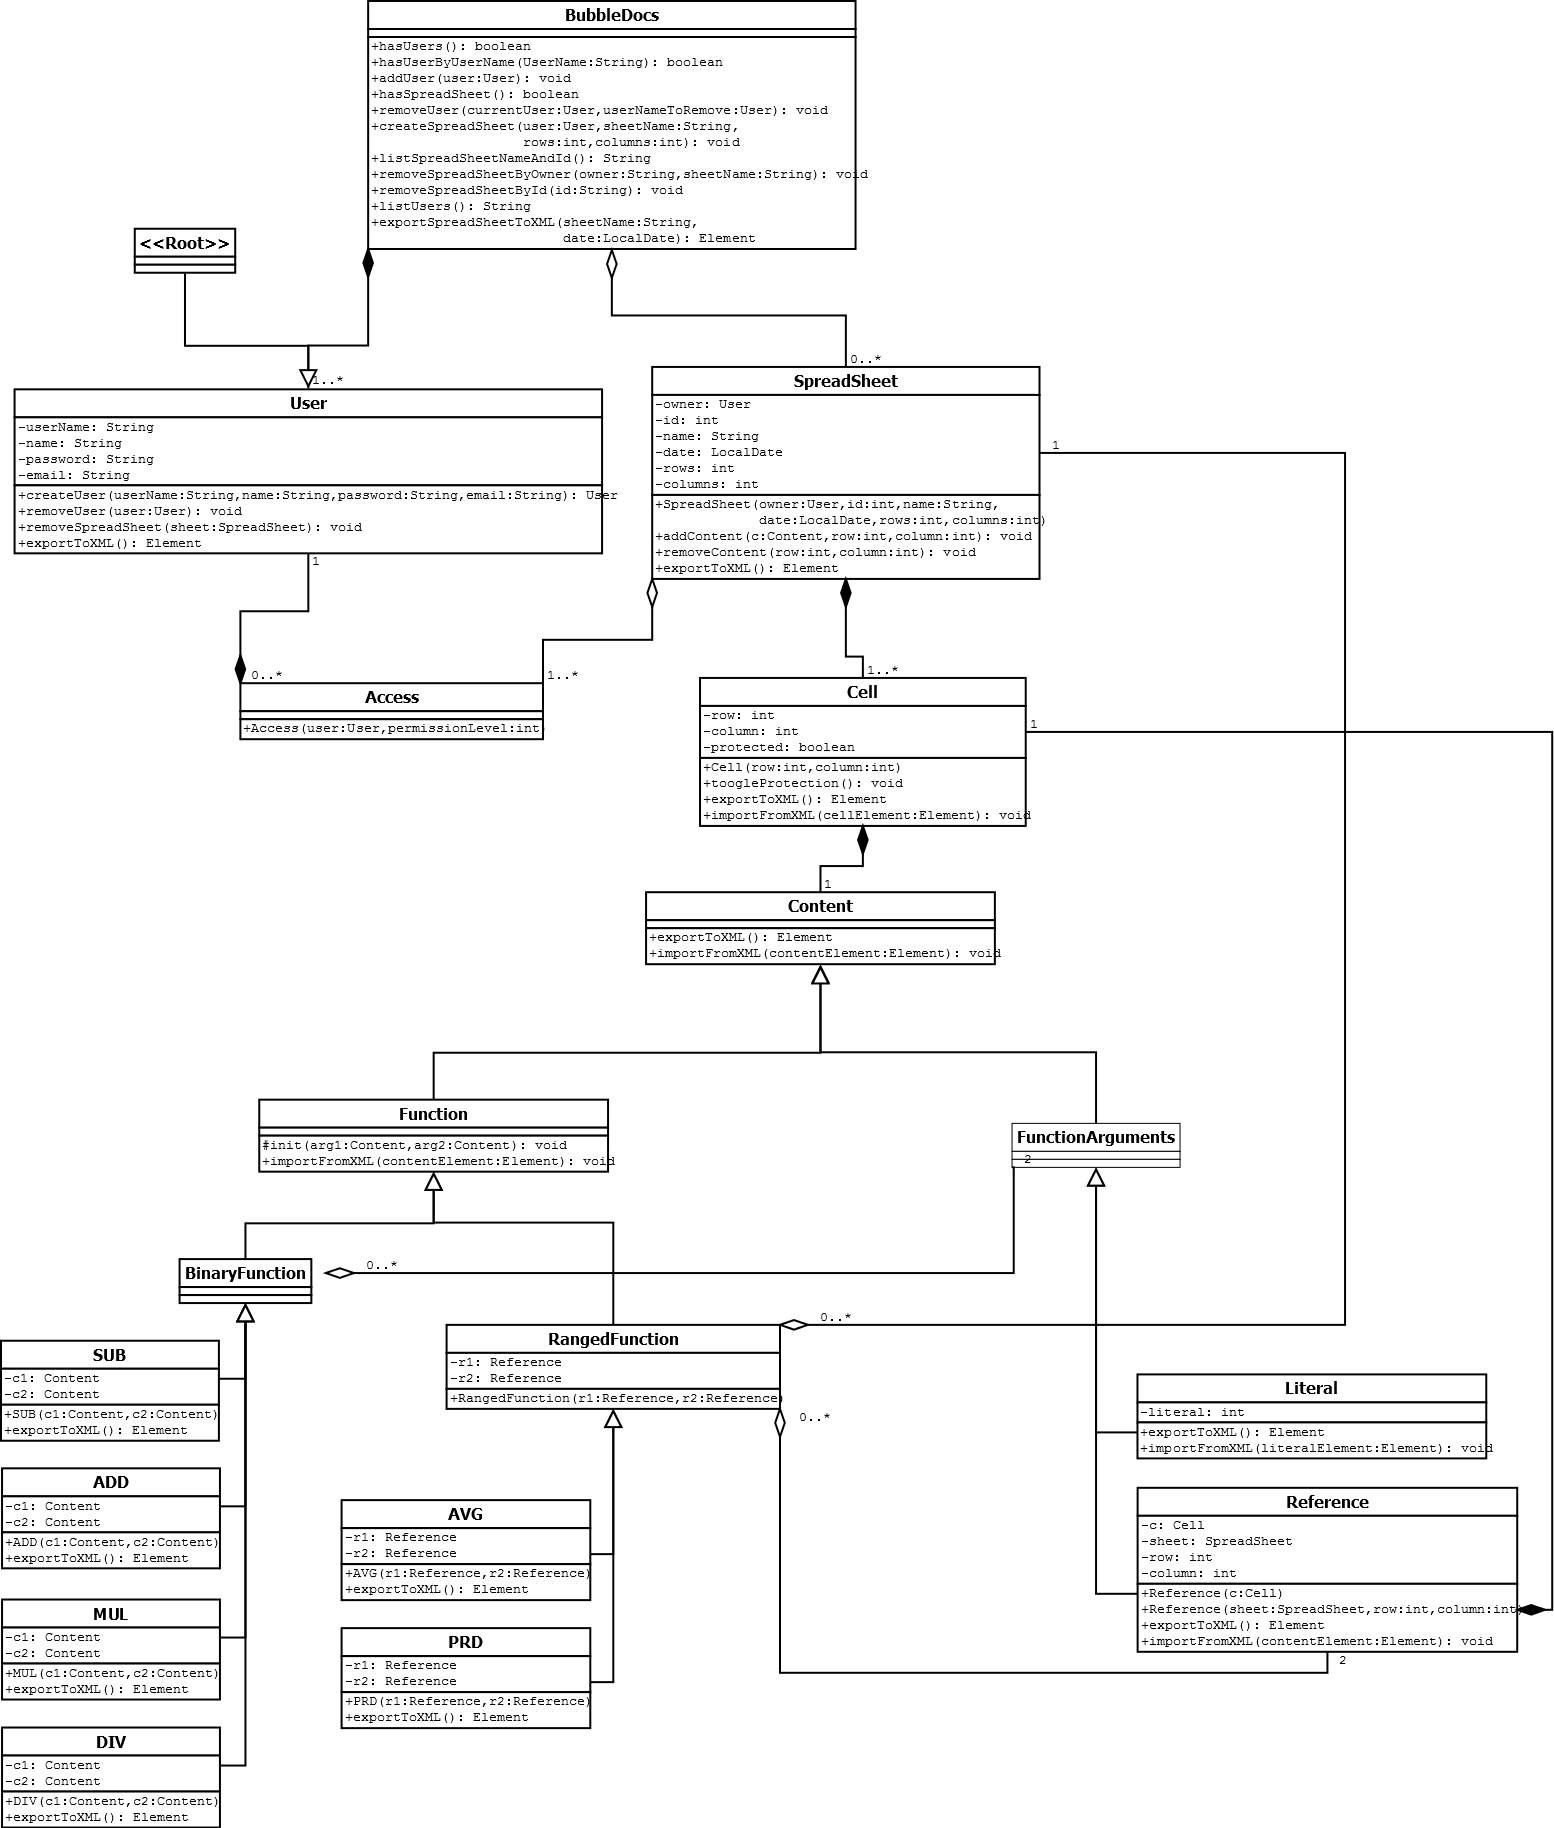 BubbleDocs
+hasUsers(): boolean
+hasUserByUserName(UserName:String): boolean
+addUser(user:User): void
+hasSpreadSheet(): boolean
+removeUser(currentUser:User,userNameToRemove:User): void
+createSpreadSheet(user:User,sheetName:String,
rows:int,columns:int): void
+listSpreadSheetNameAndId(): String
+removeSpreadSheetByOwner(owner:String,sheetName:String): void
+removeSpreadSheetById(id:String): void
+listUsers(): String
+exportSpreadSheetToXML(sheetName:String,
date:LocalDate): Element
<<Root>>
1..*
0..*
User
-userName: String
-name: String
-password: String
-email: String
+createUser(userName:String,name:String,password:String,email:String): User
+removeUser(user:User): void
+removeSpreadSheet(sheet:SpreadSheet): void
+exportToXML(): Element
1
SpreadSheet
-owner: User
-id: int
-name: String
-date: LocalDate
-rows: int
-columns: int
+SpreadSheet(owner:User,id:int,name:String,
date:LocalDate,rows:int,columns:int)
+addContent(c:Content,row:int,column:int): void
+removeContent(row:int,column:int): void
+exportToXML(): Element
1
0..*
1..*
Access
+Access(user:User,permissionLevel:int)
1..*
Cell
-row: int
-column: int
-protected: boolean
+Cell(row:int,column:int)
+toogleProtection(): void
+exportToXML(): Element
+importFromXML(cellElement:Element): void
1
1
Content
+exportToXML(): Element
+importFromXML(contentElement:Element): void
Function
#init(arg1:Content,arg2:Content): void
+importFromXML(contentElement:Element): void
FunctionArguments
2
BinaryFunction
0..*
0..*
RangedFunction
-r1: Reference
-r2: Reference
+RangedFunction(r1:Reference,r2:Reference)
0..*
SUB
-c1: Content
-c2: Content
+SUB(c1:Content,c2:Content)
+exportToXML(): Element
ADD
-c1: Content
-c2: Content
+ADD(c1:Content,c2:Content)
+exportToXML(): Element
MUL
-c1: Content
-c2: Content
+MUL(c1:Content,c2:Content)
+exportToXML(): Element
DIV
-c1: Content
-c2: Content
+DIV(c1:Content,c2:Content)
+exportToXML(): Element
AVG
-r1: Reference
-r2: Reference
+AVG(r1:Reference,r2:Reference)
+exportToXML(): Element
PRD
-r1: Reference
-r2: Reference
+PRD(r1:Reference,r2:Reference)
+exportToXML(): Element
Literal
-literal: int
+exportToXML(): Element
+importFromXML(literalElement:Element): void
Reference
-c: Cell
-sheet: SpreadSheet
-row: int
-column: int
+Reference(c:Cell)
+Reference(sheet:SpreadSheet,row:int,column:int)
+exportToXML(): Element
+importFromXML(contentElement:Element): void
2